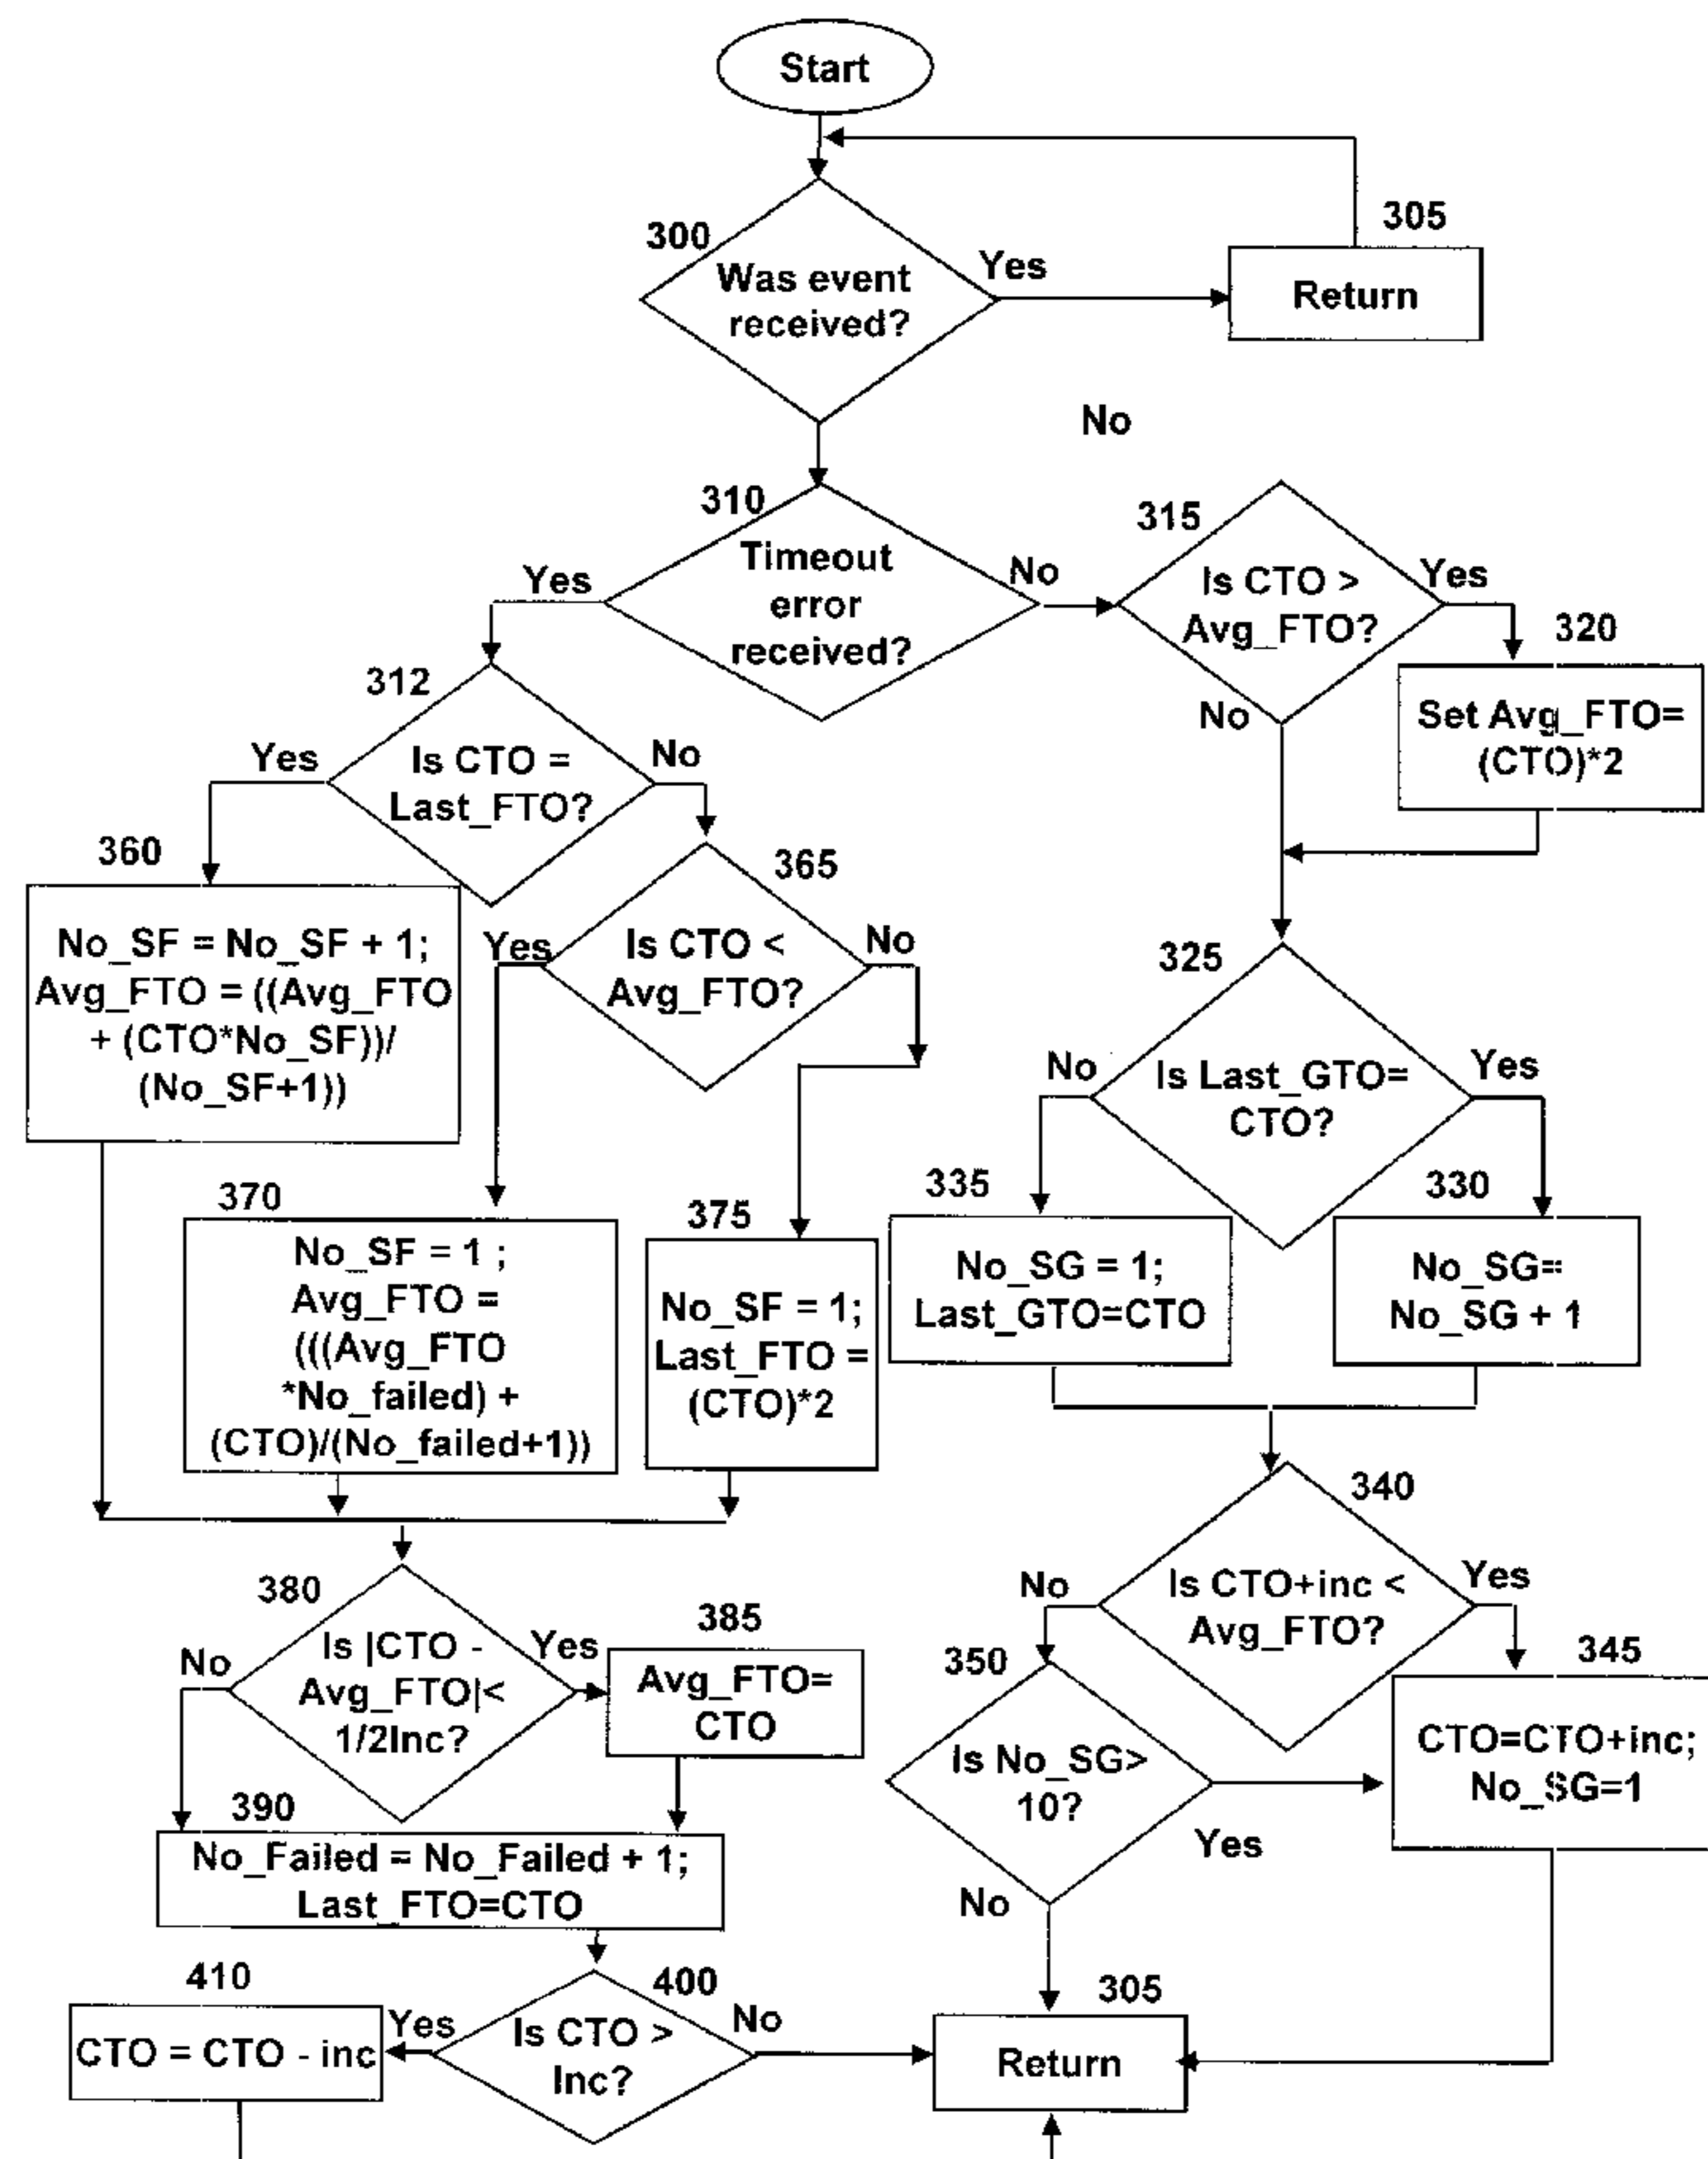 Start
300
Was event
received?
Yes
305
Return
No
310
Timeout
error
received?
Yes
No
315
Is CTO >
Avg_FTO?
Yes
No
320
Set Avg_FTO=
(CTO)*2
312
Is CTO =
Last_FTO?
Yes
No
360
No_SF = No_SF + 1;
Avg_FTO = ((Avg_FTO
+ (CTO*No_SF))/
(No_SF+1))
365
Is CTO <
Avg_FTO?
Yes
No
325
Is Last_GTO=
CTO?
No
Yes
370
No_SF = 1 ;
Avg_FTO =
(((Avg_FTO
*No_failed) +
(CTO)/(No_failed+1))
375
No_SF = 1;
Last_FTO =
(CTO)*2
335
No_SG = 1;
Last_GTO=CTO
330
No_SG=
No_SG + 1
340
Is CTO+inc <
Avg_FTO?
No
Yes
380
Is |CTO -
Avg_FTO|<
1/2Inc?
No
Yes
385
Avg_FTO=
CTO
350
Is No_SG>
10?
Yes
No
345
CTO=CTO+inc;
No_SG=1
390
No_Failed = No_Failed + 1;
Last_FTO=CTO
400
Is CTO >
Inc?
Yes
No
410
CTO = CTO - inc
305
Return